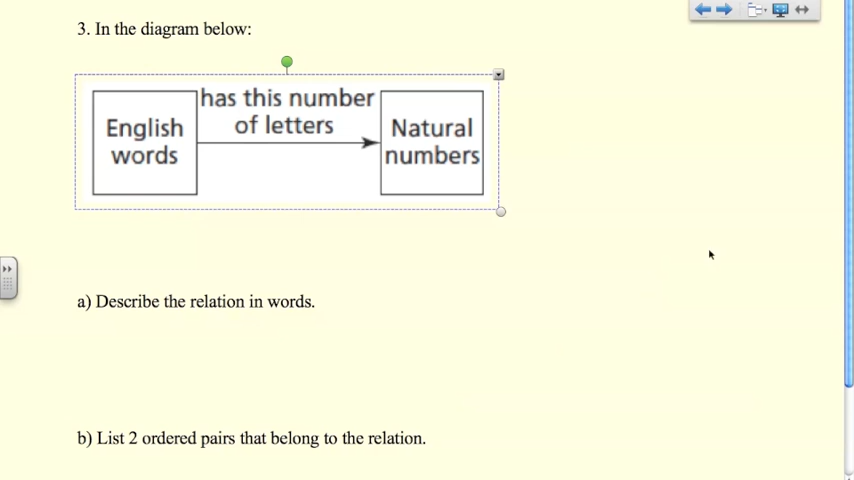 3. In the diagram below:
has this number
of letters
English
words
Natural
numbers
a) Describe the relation in words.
b) List 2 ordered pairs that belong to the relation.